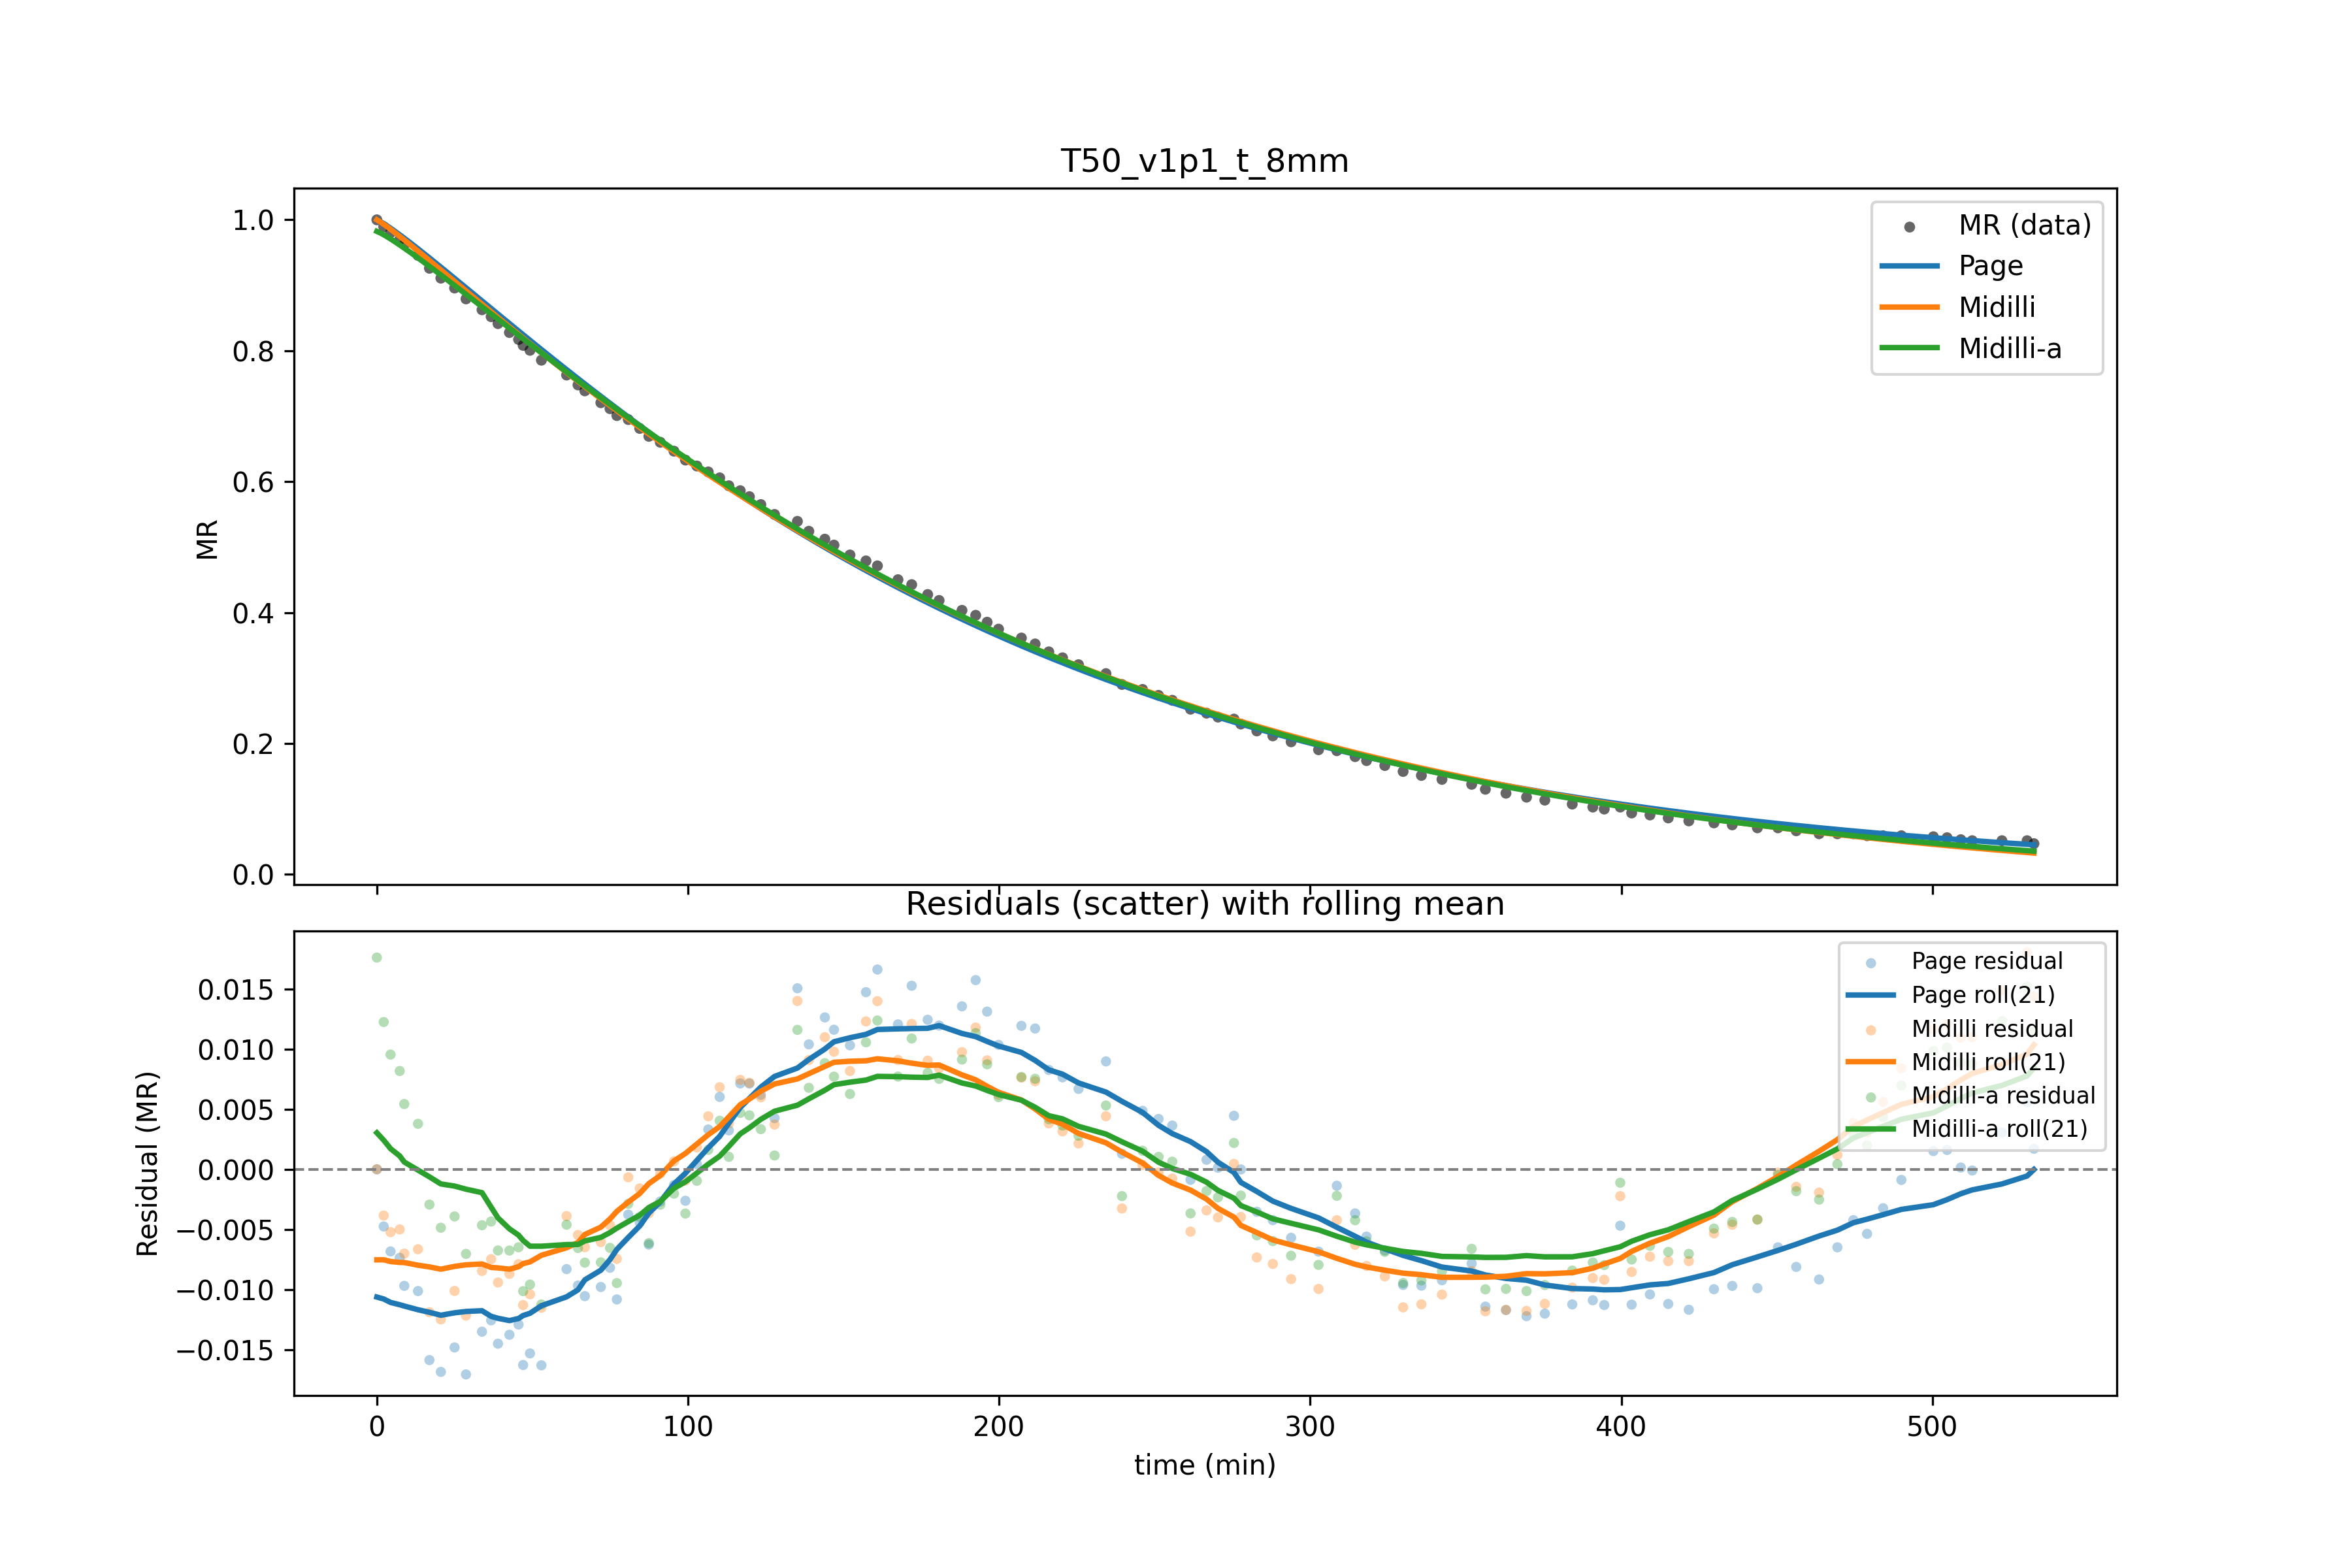 T50_v1p1_t_8mm
1.0
0.8
0.6
0.4
0.2
0.0
MR
MR (data)
Page
Midilli
Midilli-a
Residuals (scatter) with rolling mean
0.015
0.010
0.005
0.000
−0.005
−0.010
−0.015
Residual (MR)
Page residual
Page roll(21)
Midilli residual
Midilli roll(21)
Midilli-a residual
Midilli-a roll(21)
0 100 200 300 400 500
time (min)